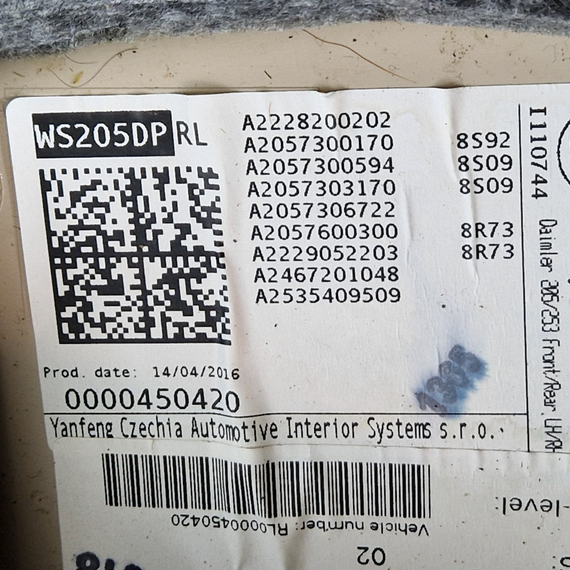 WS205DP RL
A2228200202
A2057300170 8S92
A2057300594 8S09
A2057303170 8S09
A2057306722
A2057600300 8R73
A2229052203 8R73
A2467201048
A2535409509
Prod. date: 14/04/2016
0000450420
Yanfeng Czechia Automotive Interior Systems s.r.o.
I110744
Daimler 205/253 Front/Rear LH/RH
Vehicle number: RL0000450420
02
-level: